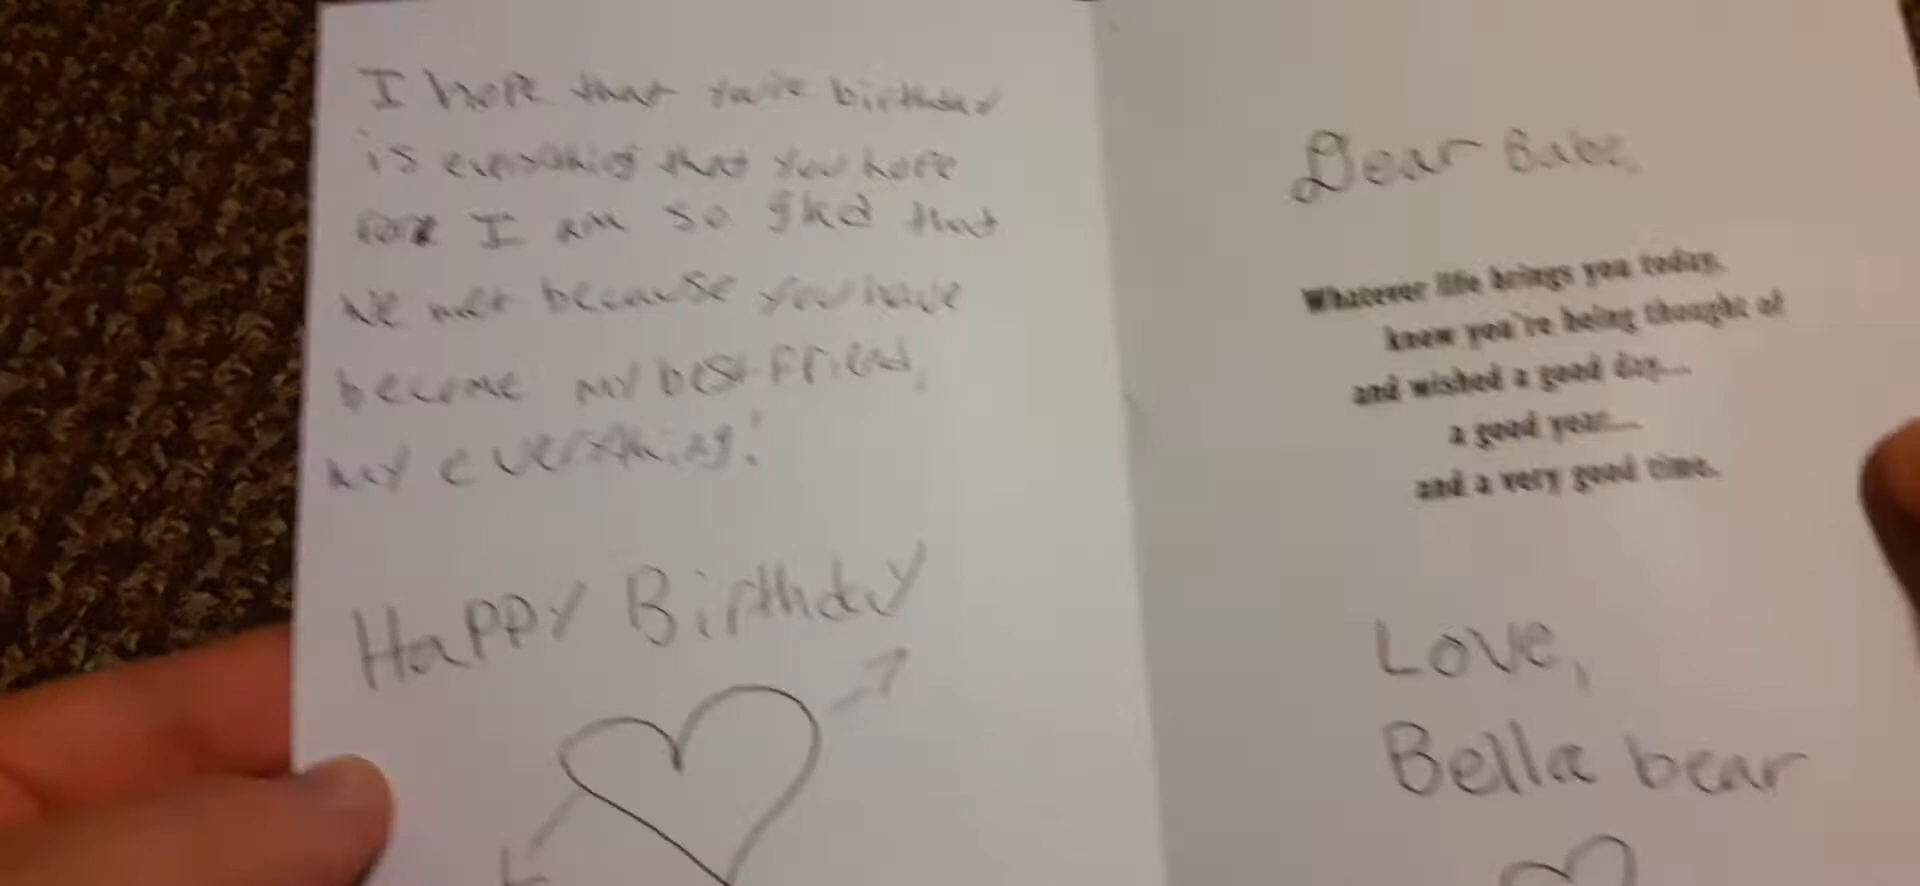 I hope that your birthday
is everything that you hope
for I am so glad that
we met because you have
become my best friend,
my everything!
Happy Birthday
Dear Babe,
Whatever life brings you today,
know you're being thought of
and wished a good day...
a good year...
and a very good time.
Love,
Bella bear